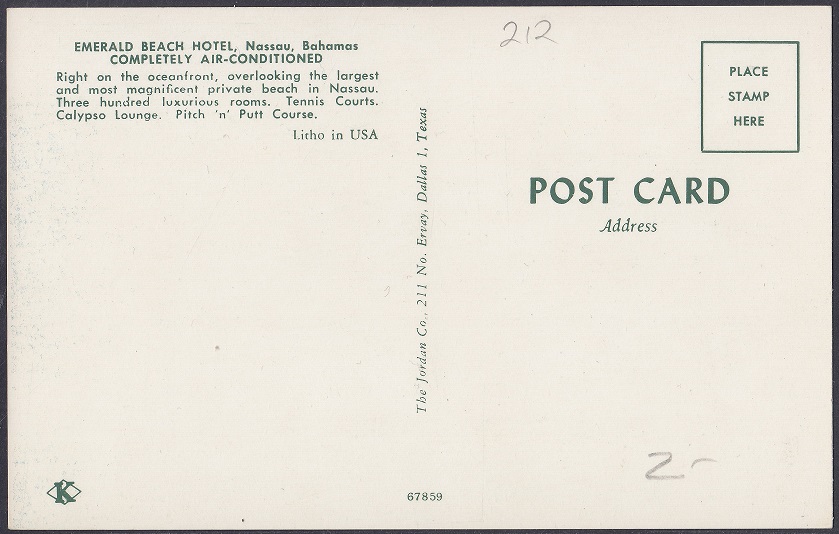 EMERALD BEACH HOTEL, Nassau, Bahamas
COMPLETELY AIR-CONDITIONED
Right on the oceanfront, overlooking the largest
and most magnificent private beach in Nassau.
Three hundred luxurious rooms. Tennis Courts.
Calypso Lounge. Pitch 'n' Putt Course.
Litho in USA
K
The Jordan Co., 211 No. Ervay, Dallas 1, Texas
67859
212
PLACE
STAMP
HERE
POST CARD
Address
2-